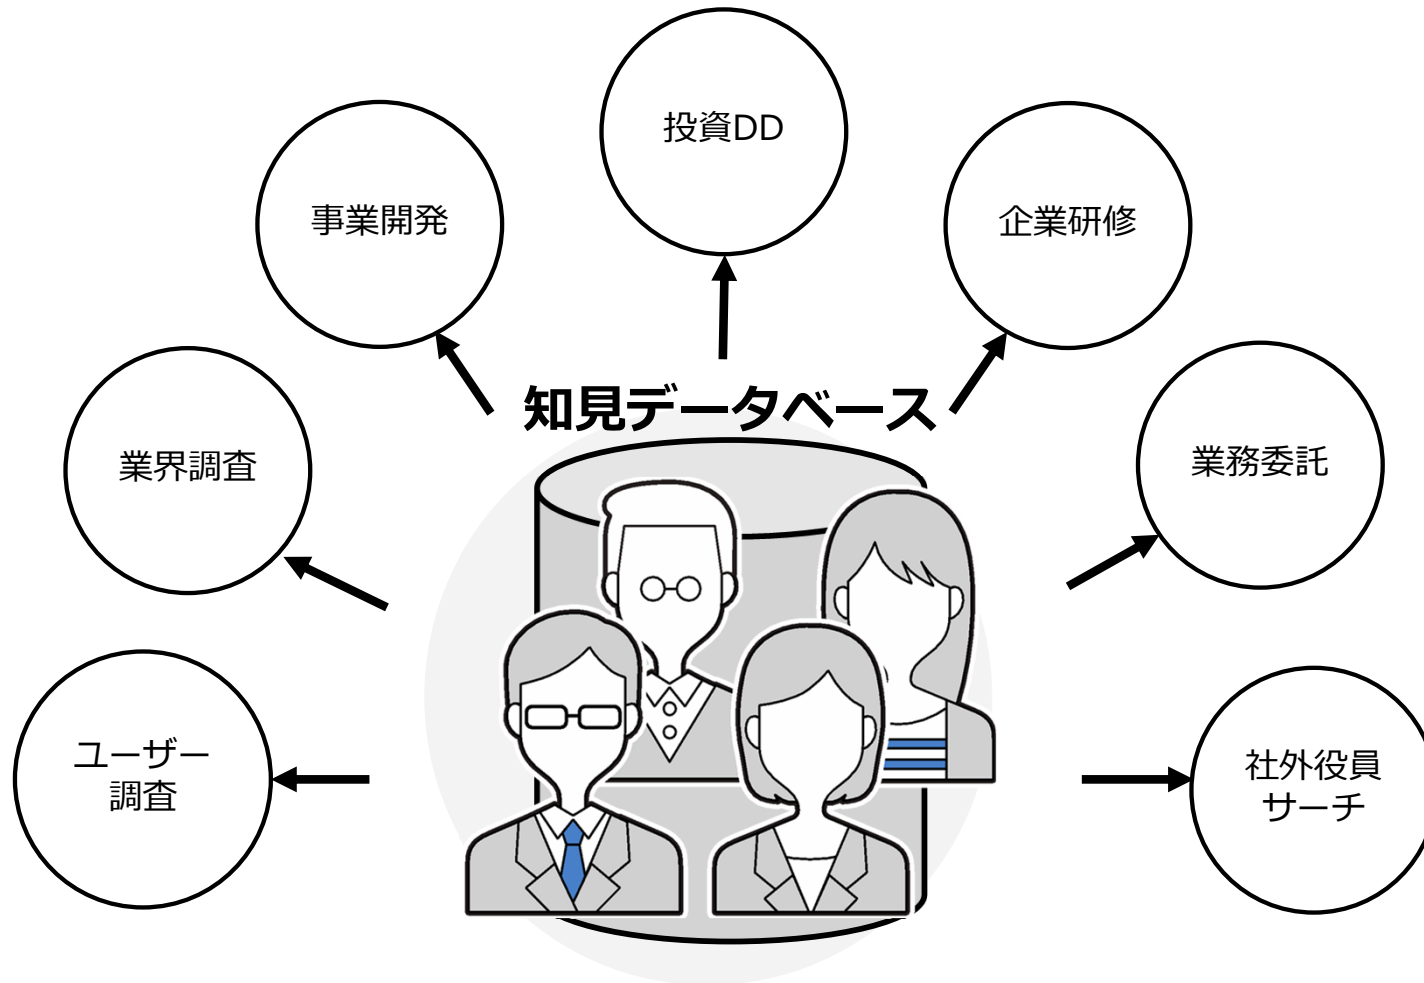 投資DD
事業開発
企業研修
知見データベース
業界調査
業務委託
ユーザー
調査
社外役員
サーチ